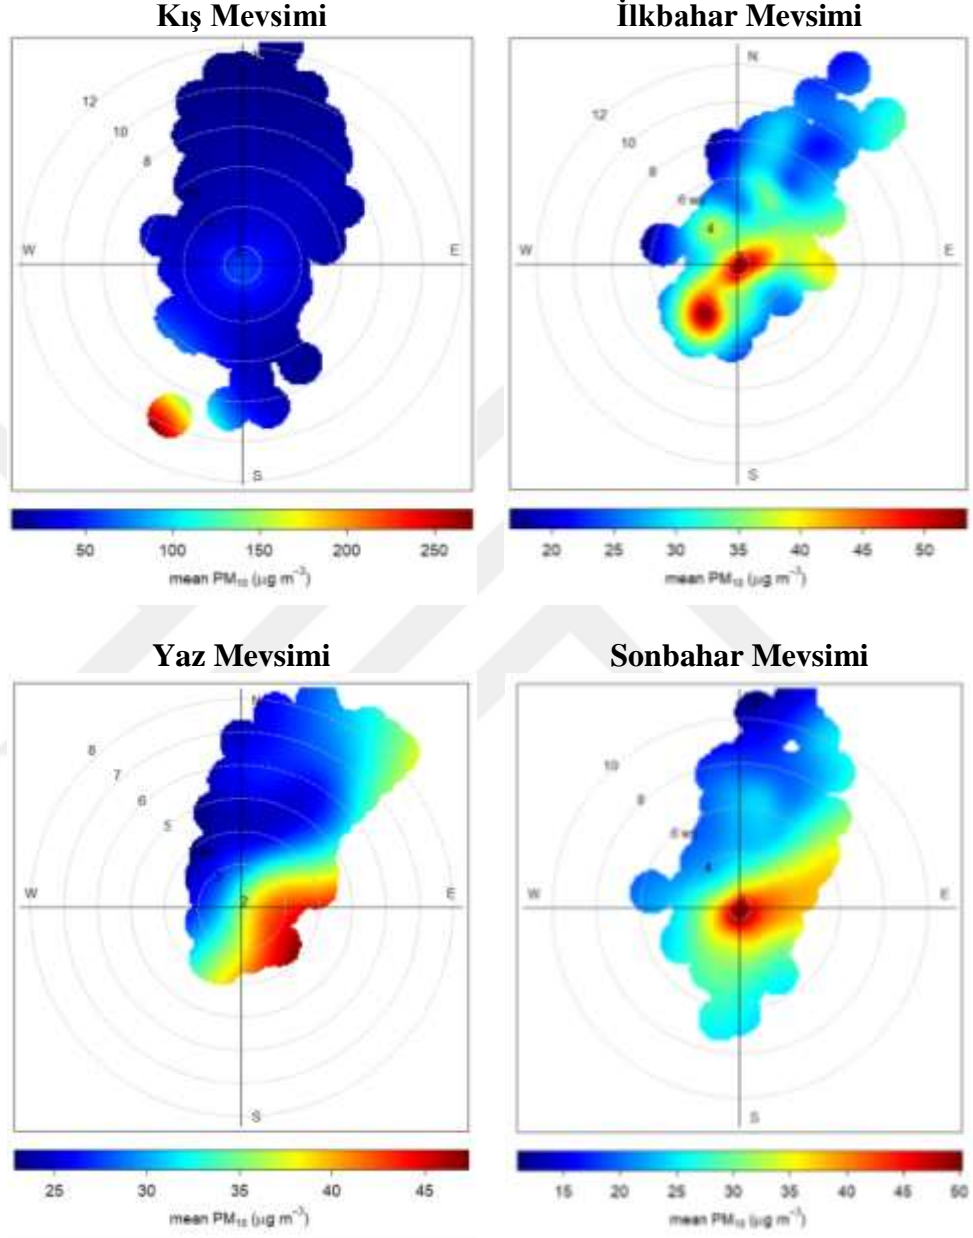 Kış Mevsimi
N
12
10
8
W
E
S
50 100 150 200 250
mean PM₁₀ (μg m⁻³)
İlkbahar Mevsimi
N
12
10
8
6
4
W
E
S
20 25 30 35 40 45 50
mean PM₁₀ (μg m⁻³)
Yaz Mevsimi
N
8
7
6
5
2
W
E
S
25 30 35 40 45
mean PM₁₀ (μg m⁻³)
Sonbahar Mevsimi
10
8
6
4
W
E
S
15 20 25 30 35 40 45 50
mean PM₁₀ (μg m⁻³)